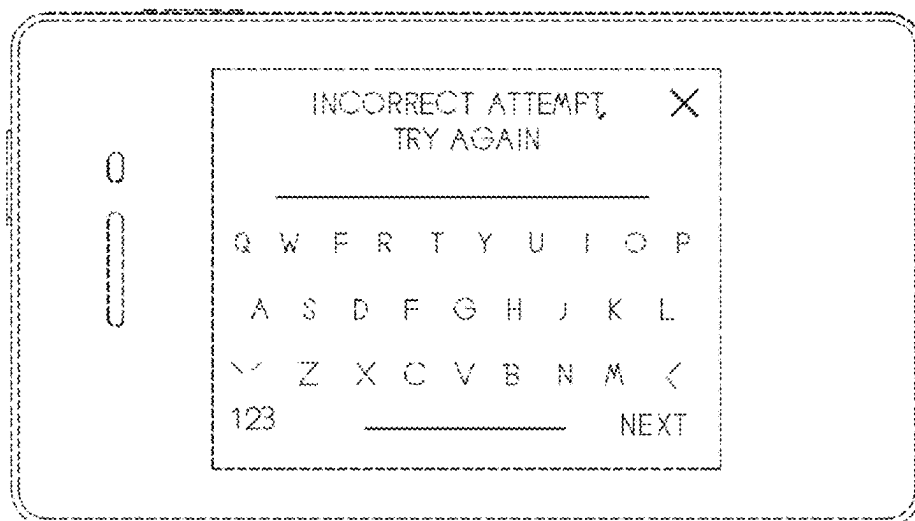 INCORRECT ATTEMPT, X
TRY AGAIN
Q W F R T Y U I O P
A S D F G H J K L
Z X C V B N M <
123 NEXT